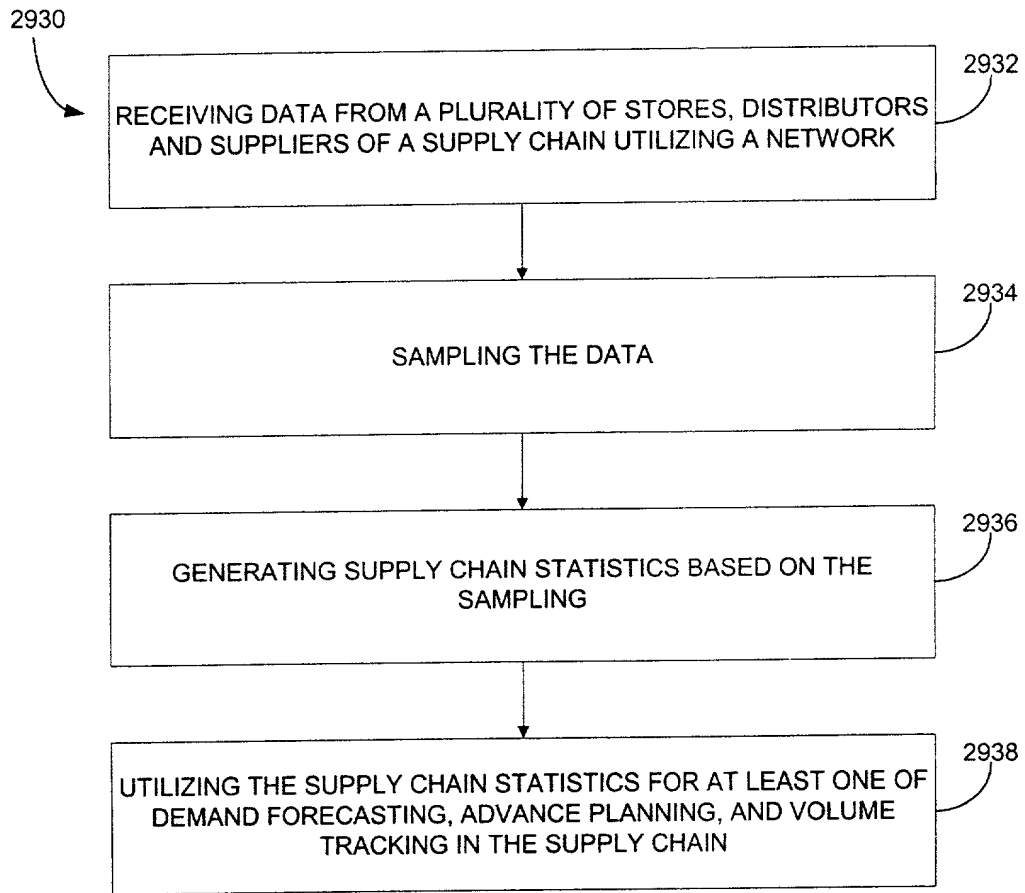 2930
2932
RECEIVING DATA FROM A PLURALITY OF STORES, DISTRIBUTORS
AND SUPPLIERS OF A SUPPLY CHAIN UTILIZING A NETWORK
2934
SAMPLING THE DATA
2936
GENERATING SUPPLY CHAIN STATISTICS BASED ON THE
SAMPLING
2938
UTILIZING THE SUPPLY CHAIN STATISTICS FOR AT LEAST ONE OF
DEMAND FORECASTING, ADVANCE PLANNING, AND VOLUME
TRACKING IN THE SUPPLY CHAIN